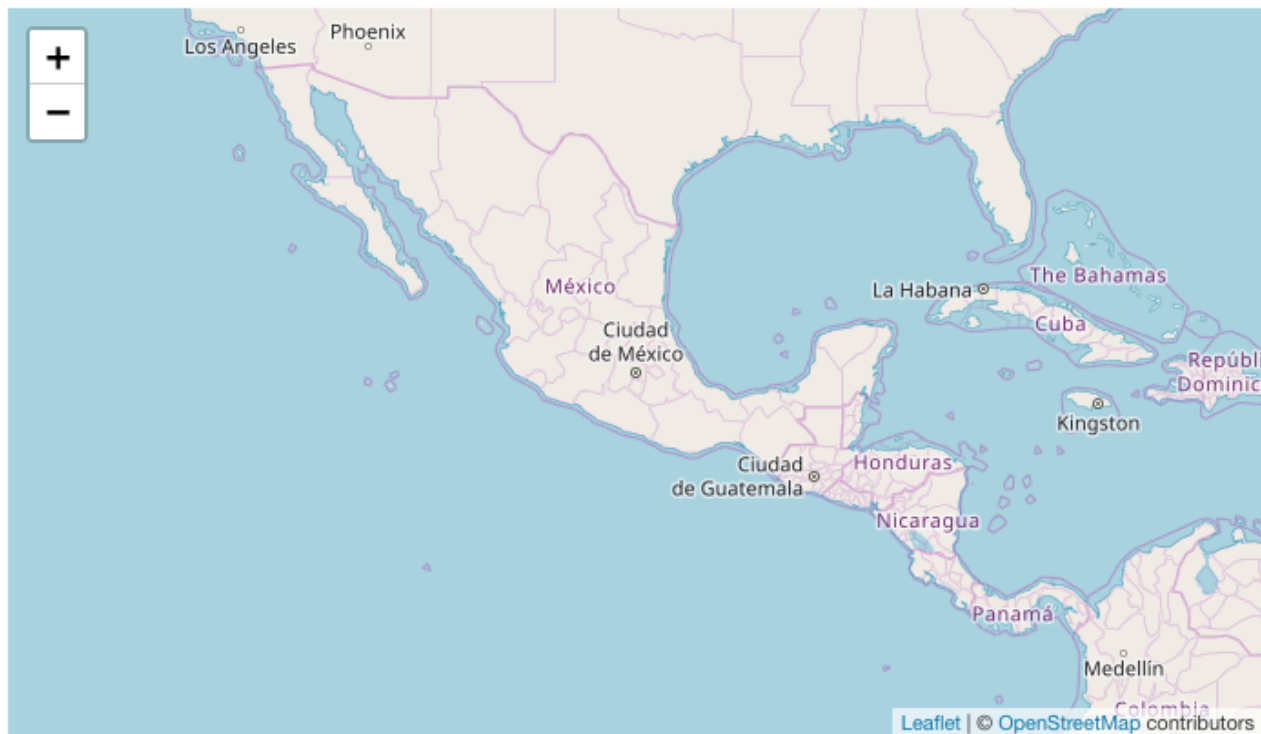 Phoenix
Los Angeles
+
−
México
Ciudad
de México
La Habana
The Bahamas
Cuba
Repúbli
Dominic
Kingston
Ciudad
de Guatemala
Honduras
Nicaragua
Panamá
Medellín
Colombia
Leaflet | © OpenStreetMap contributors